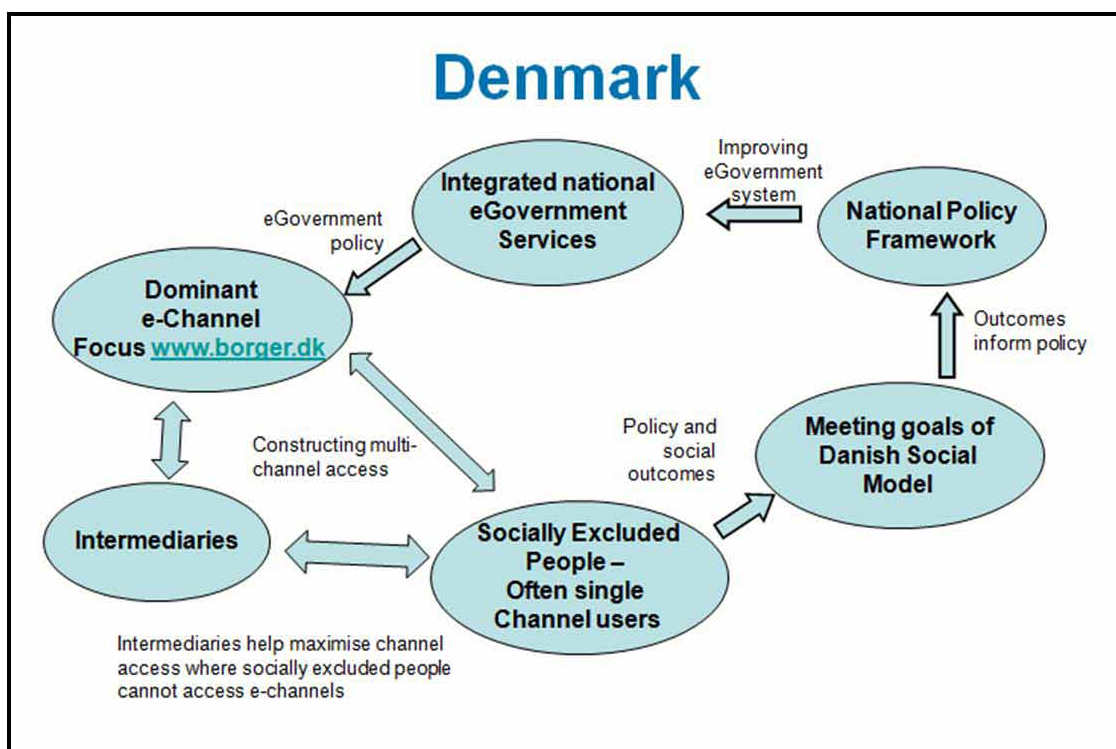 Denmark
Improving
eGovernment
system
Integrated national
eGovernment
Services
National Policy
Framework
eGovernment
policy
Dominant
e-Channel
Focus www.borger.dk
Outcomes
inform policy
Constructing multi-
channel access
Policy and
social
outcomes
Meeting goals of
Danish Social
Model
Intermediaries
Socially Excluded
People –
Often single
Channel users
Intermediaries help maximise channel
access where socially excluded people
cannot access e-channels